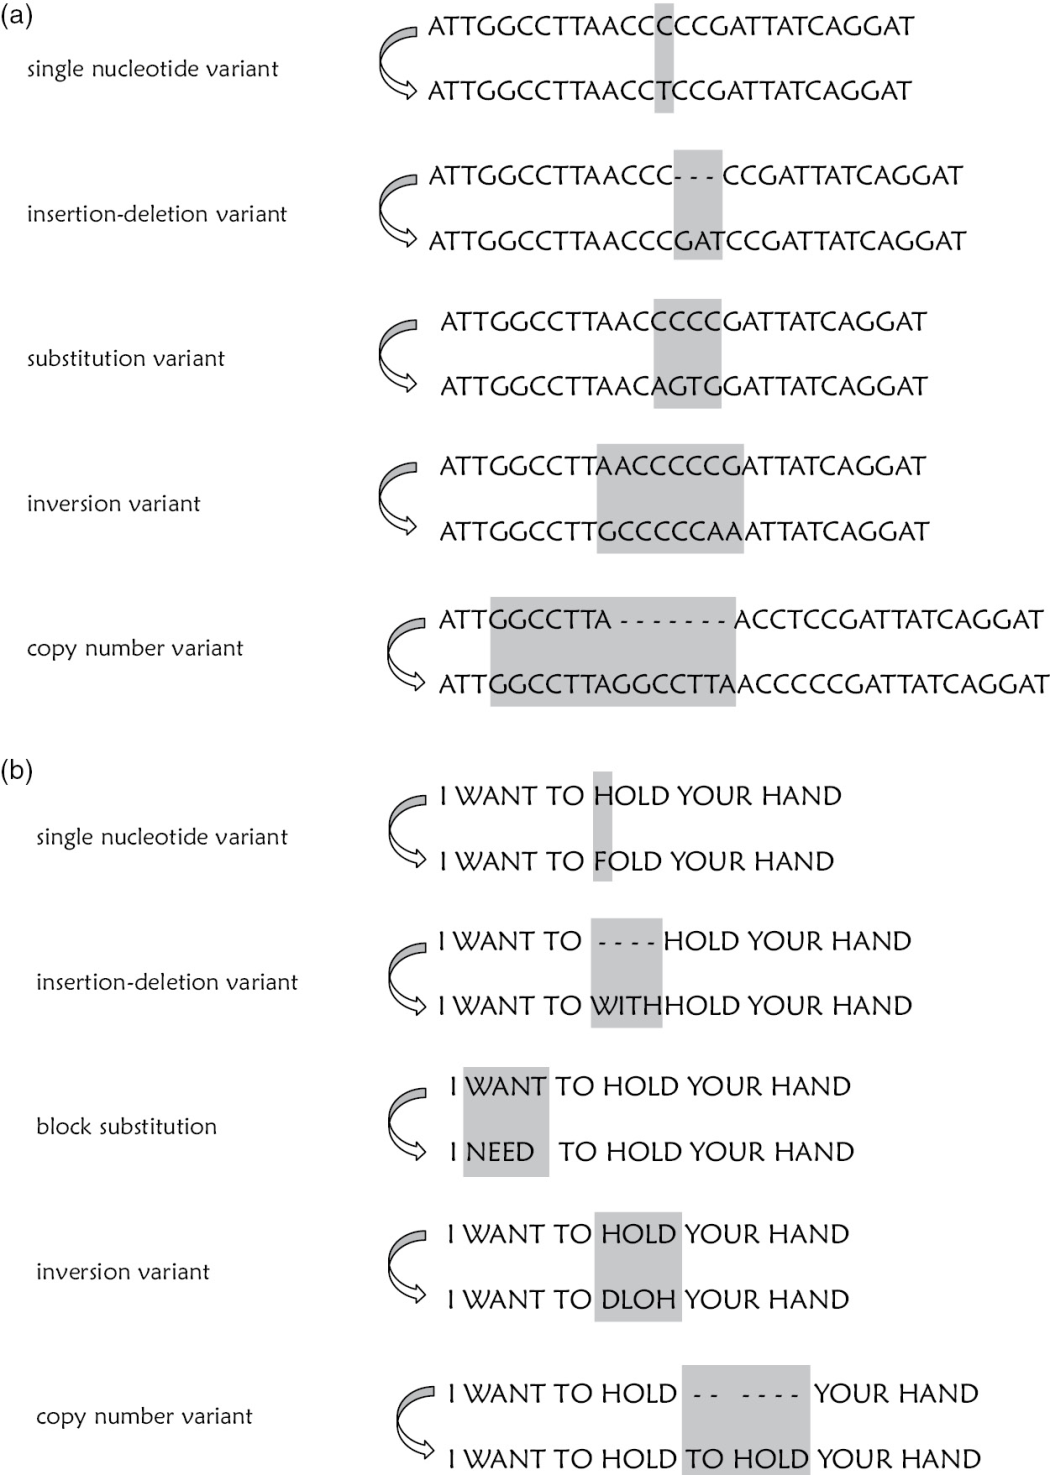 (a)
ATTGGCCTTAACCCCCGATTATCAGGAT
single nucleotide variant
ATTGGCCTTAACCTCCGATTATCAGGAT
ATTGGCCTTAACCC---CCGATTATCAGGAT
insertion-deletion variant
ATTGGCCTTAACCCGATCCGATTATCAGGAT
ATTGGCCTTAACCCCCGATTATCAGGAT
substitution variant
ATTGGCCTTAACAGTGGATTATCAGGAT
ATTGGCCTTAACCCCCGATTATCAGGAT
inversion variant
ATTGGCCTTGCCCCCAAATTATCAGGAT
ATTGGCCTTA-------ACCTCCGATTATCAGGAT
copy number variant
ATTGGCCTTAGGCCTTAACCCCCGATTATCAGGAT
(b)
I WANT TO HOLD YOUR HAND
single nucleotide variant
I WANT TO FOLD YOUR HAND
I WANT TO ----HOLD YOUR HAND
insertion-deletion variant
I WANT TO WITHHOLD YOUR HAND
I WANT TO HOLD YOUR HAND
block substitution
I NEED TO HOLD YOUR HAND
I WANT TO HOLD YOUR HAND
inversion variant
I WANT TO DLOH YOUR HAND
I WANT TO HOLD -- ---- YOUR HAND
copy number variant
I WANT TO HOLD TO HOLD YOUR HAND